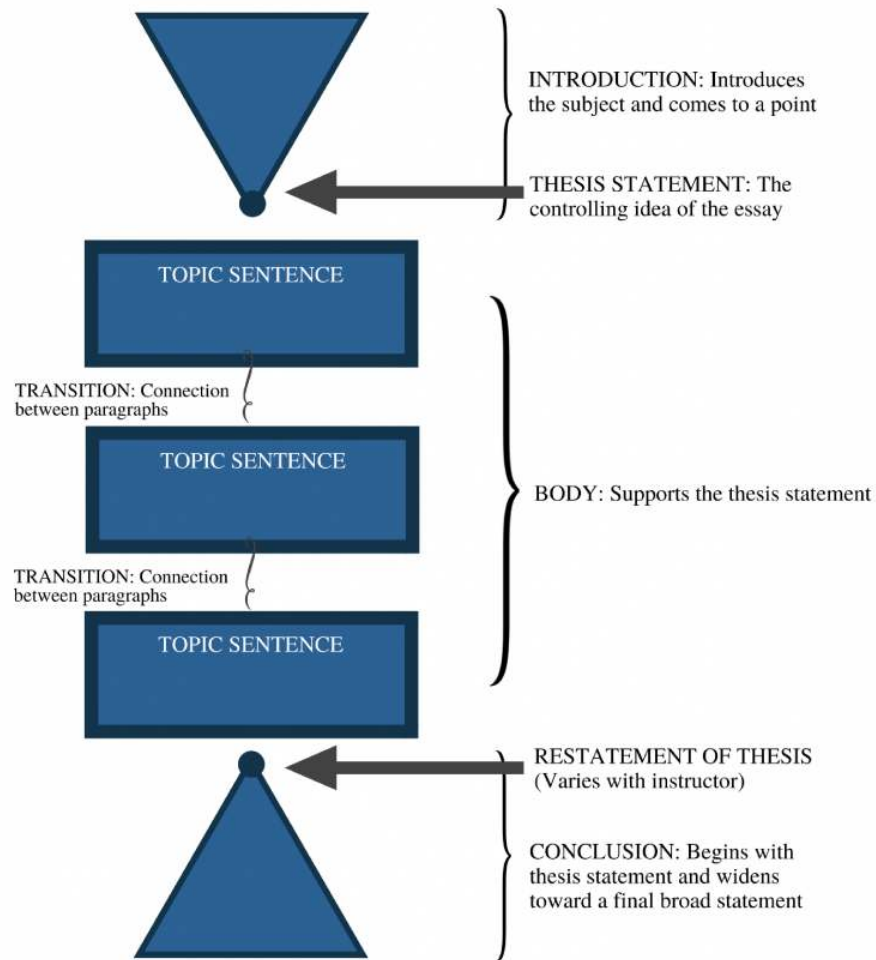 INTRODUCTION: Introduces
the subject and comes to a point
THESIS STATEMENT: The
controlling idea of the essay
TOPIC SENTENCE
TRANSITION: Connection
between paragraphs
TOPIC SENTENCE
BODY: Supports the thesis statement
TRANSITION: Connection
between paragraphs
TOPIC SENTENCE
RESTATEMENT OF THESIS
(Varies with instructor)
CONCLUSION: Begins with
thesis statement and widens
toward a final broad statement